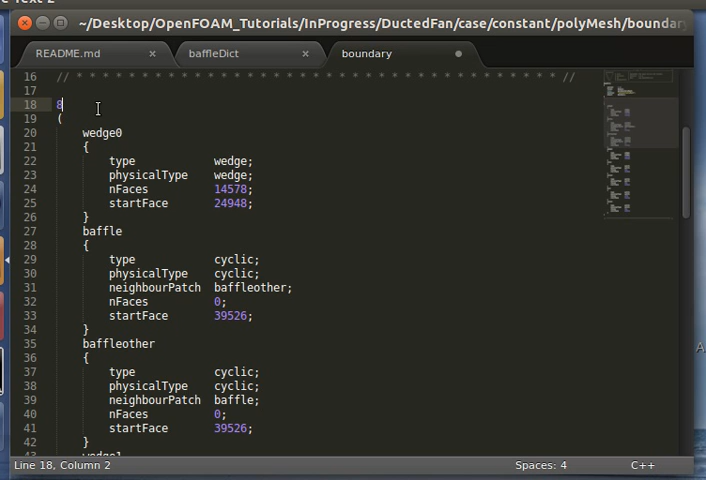 ~/Desktop/OpenFOAM_Tutorials/InProgress/DuctedFan/case/constant/polyMesh/boundar
README.md × baffleDict × boundary
16 // * * * * * * * * * * * * * * * * * * * * * * * * * * * * * * * * * * * * * //
17
18 8
19 (
20 wedge0
21 {
22 type wedge;
23 physicalType wedge;
24 nFaces 14578;
25 startFace 24948;
26 }
27 baffle
28 {
29 type cyclic;
30 physicalType cyclic;
31 neighbourPatch baffleother;
32 nFaces 0;
33 startFace 39526;
34 }
35 baffleother
36 {
37 type cyclic;
38 physicalType cyclic;
39 neighbourPatch baffle;
40 nFaces 0;
41 startFace 39526;
42 }
Line 18, Column 2 Spaces: 4 C++